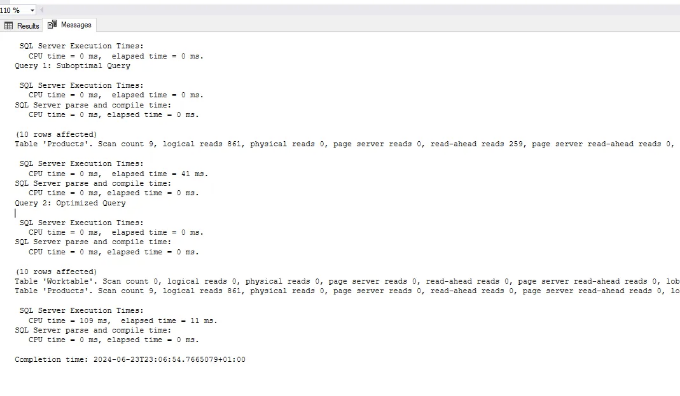 110 %
Results Messages
SQL Server Execution Times:
CPU time = 0 ms, elapsed time = 0 ms.
Query 1: Suboptimal Query
SQL Server Execution Times:
CPU time = 0 ms, elapsed time = 0 ms.
SQL Server parse and compile time:
CPU time = 0 ms, elapsed time = 0 ms.
(10 rows affected)
Table 'Products'. Scan count 9, logical reads 861, physical reads 0, page server reads 0, read-ahead reads 259, page server read-ahead reads 0,
SQL Server Execution Times:
CPU time = 0 ms, elapsed time = 41 ms.
SQL Server parse and compile time:
CPU time = 0 ms, elapsed time = 0 ms.
Query 2: Optimized Query
SQL Server Execution Times:
CPU time = 0 ms, elapsed time = 0 ms.
SQL Server parse and compile time:
CPU time = 0 ms, elapsed time = 0 ms.
(10 rows affected)
Table 'Worktable'. Scan count 0, logical reads 0, physical reads 0, page server reads 0, read-ahead reads 0, page server read-ahead reads 0, lob
Table 'Products'. Scan count 9, logical reads 861, physical reads 0, page server reads 0, read-ahead reads 0, page server read-ahead reads 0, lo
SQL Server Execution Times:
CPU time = 109 ms, elapsed time = 11 ms.
SQL Server parse and compile time:
CPU time = 0 ms, elapsed time = 0 ms.
Completion time: 2024-06-23T23:06:54.7665079+01:00